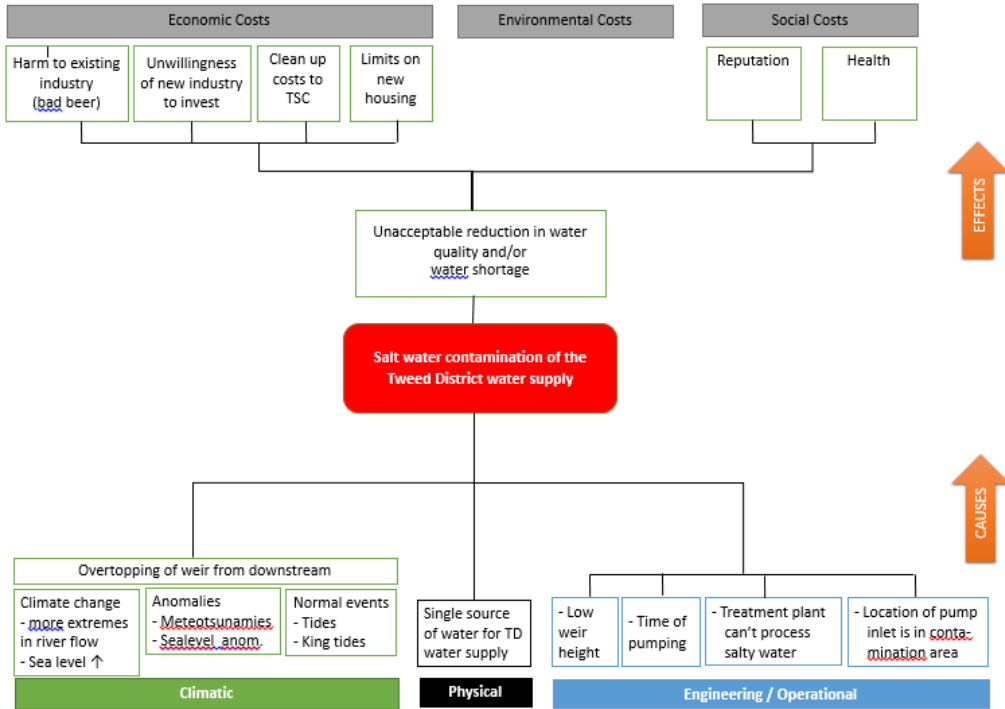 Economic Costs
Environmental Costs
Social Costs
Harm to existing
industry
(bad beer)
Unwillingness
of new industry
to invest
Clean up
costs to
TSC
Limits on
new
housing
Reputation
Health
EFFECTS
Unacceptable reduction in water
quality and/or
water shortage
Salt water contamination of the
Tweed District water supply
CAUSES
Overtopping of weir from downstream
Climate change
- more extremes
in river flow
- Sea level ↑
Anomalies
- Meteotsunamies
- Sealevel anom.
Normal events
- Tides
- King tides
Single source
of water for TD
water supply
- Low
weir
height
- Time of
pumping
- Treatment plant
can't process
salty water
- Location of pump
inlet is in conta-
mination area
Climatic
Physical
Engineering / Operational